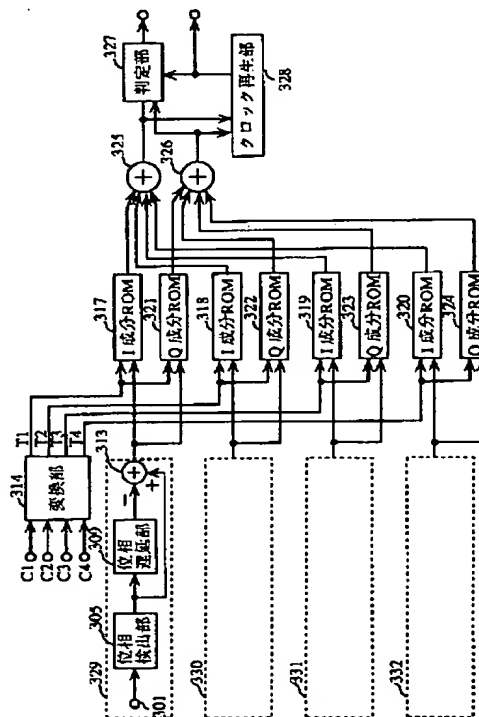 C1
C2
C3
C4
314
変換部
T1
T2
T3
T4
301
329
305
位相検出部
309
位相遅延部
313
−
+
+
330
331
332
317
I成分ROM
321
Q成分ROM
318
I成分ROM
322
Q成分ROM
319
I成分ROM
323
Q成分ROM
320
I成分ROM
324
Q成分ROM
325
+
326
+
327
判定部
328
クロック再生部